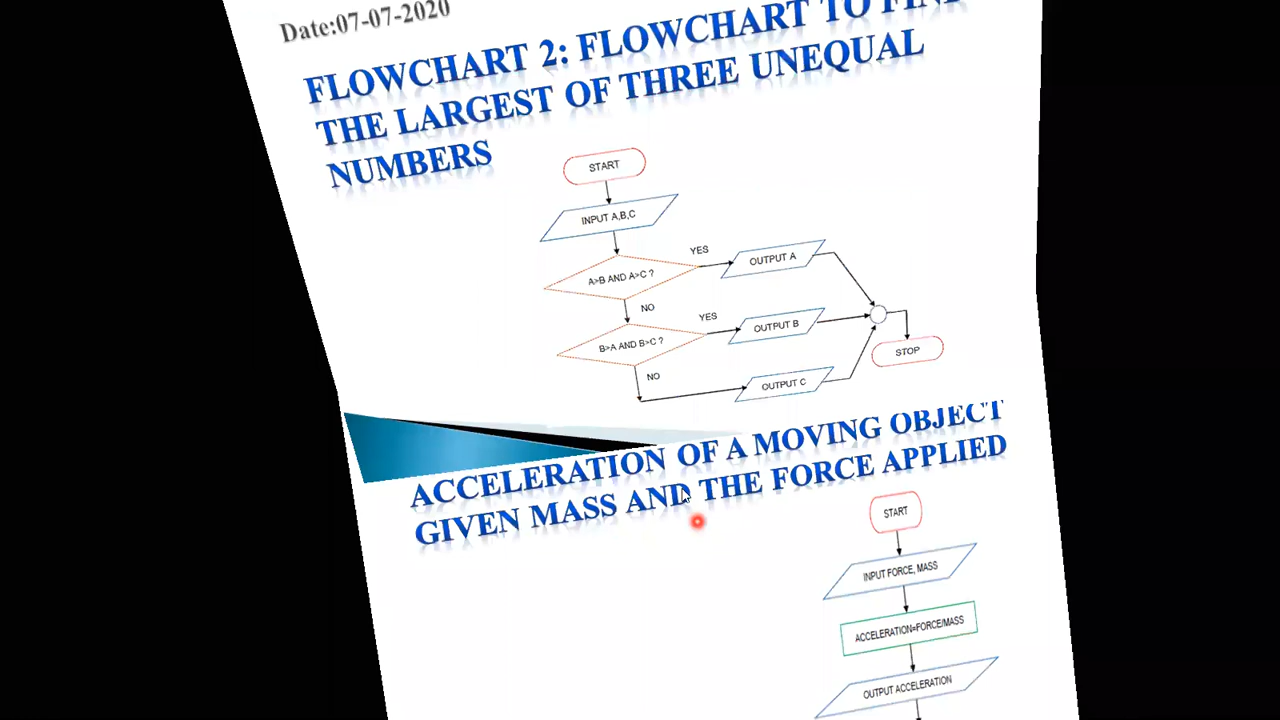 Date:07-07-2020
FLOWCHART 2: FLOWCHART TO FIND
THE LARGEST OF THREE UNEQUAL
NUMBERS
START
INPUT A,B,C
A>B AND A>C ?
YES
OUTPUT A
NO
B>A AND B>C ?
YES
OUTPUT B
NO
OUTPUT C
STOP
ACCELERATION OF A MOVING OBJECT
GIVEN MASS AND THE FORCE APPLIED
START
INPUT FORCE, MASS
ACCELERATION=FORCE/MASS
OUTPUT ACCELERATION